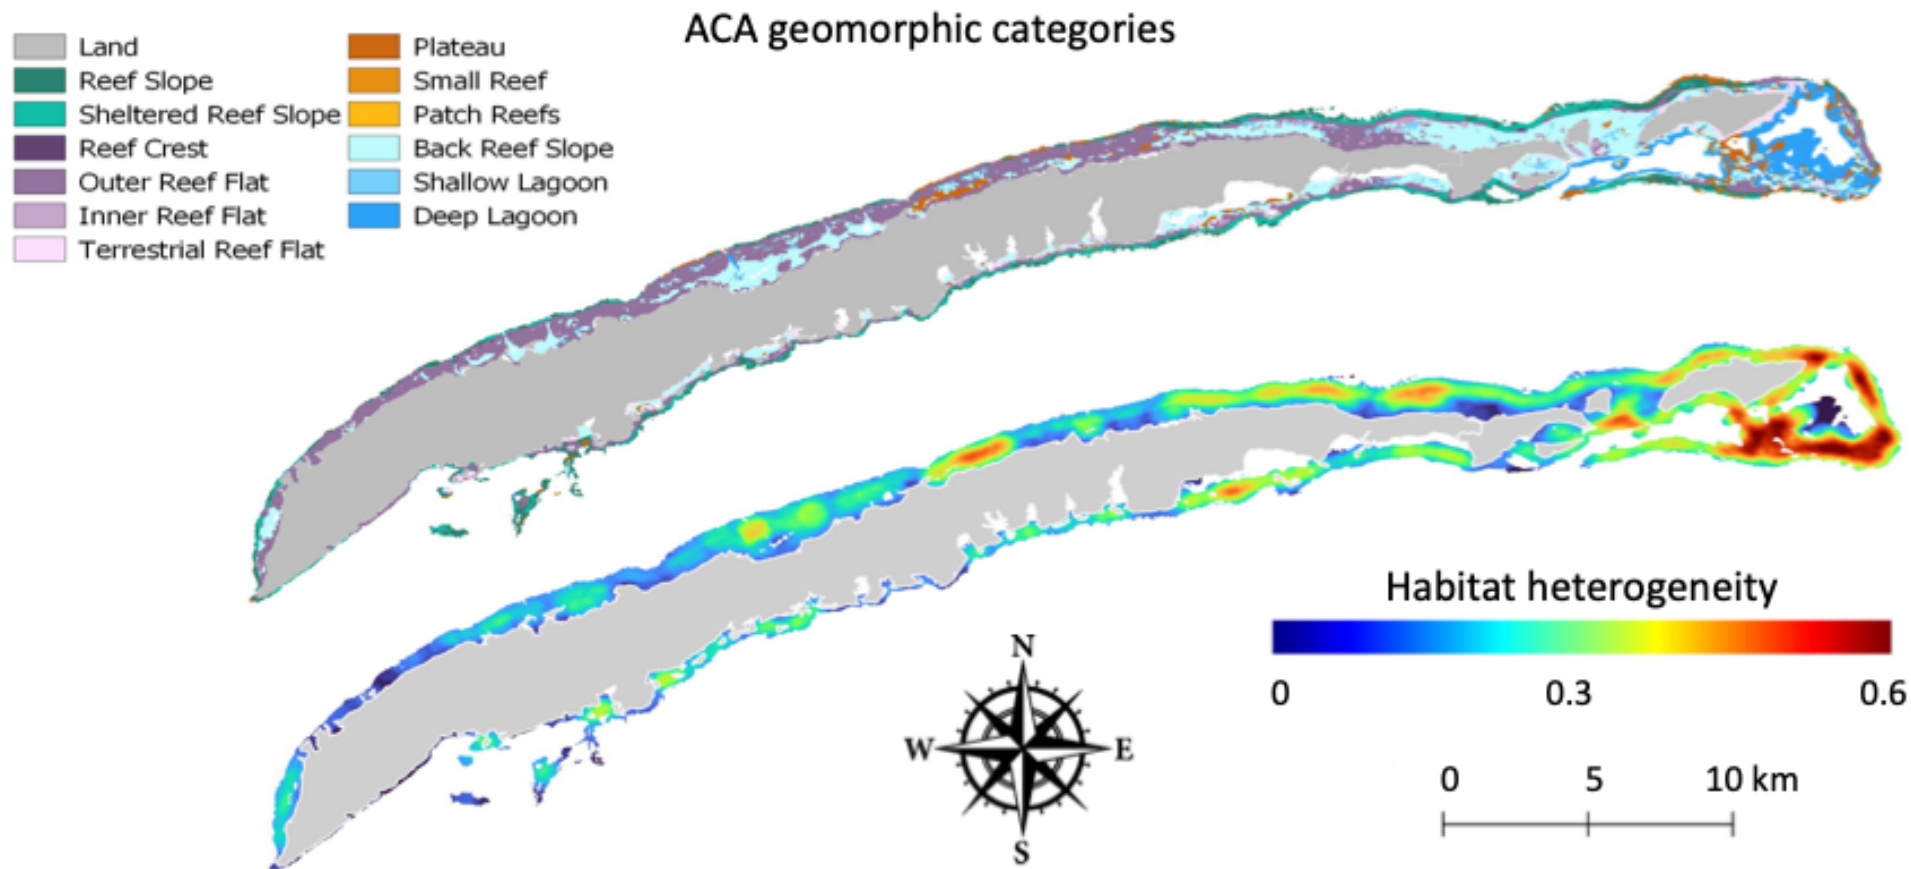 ACA geomorphic categories
Land
Reef Slope
Sheltered Reef Slope
Reef Crest
Outer Reef Flat
Inner Reef Flat
Terrestrial Reef Flat
Plateau
Small Reef
Patch Reefs
Back Reef Slope
Shallow Lagoon
Deep Lagoon
Habitat heterogeneity
0 0.3 0.6
N
W E
S
0 5 10 km